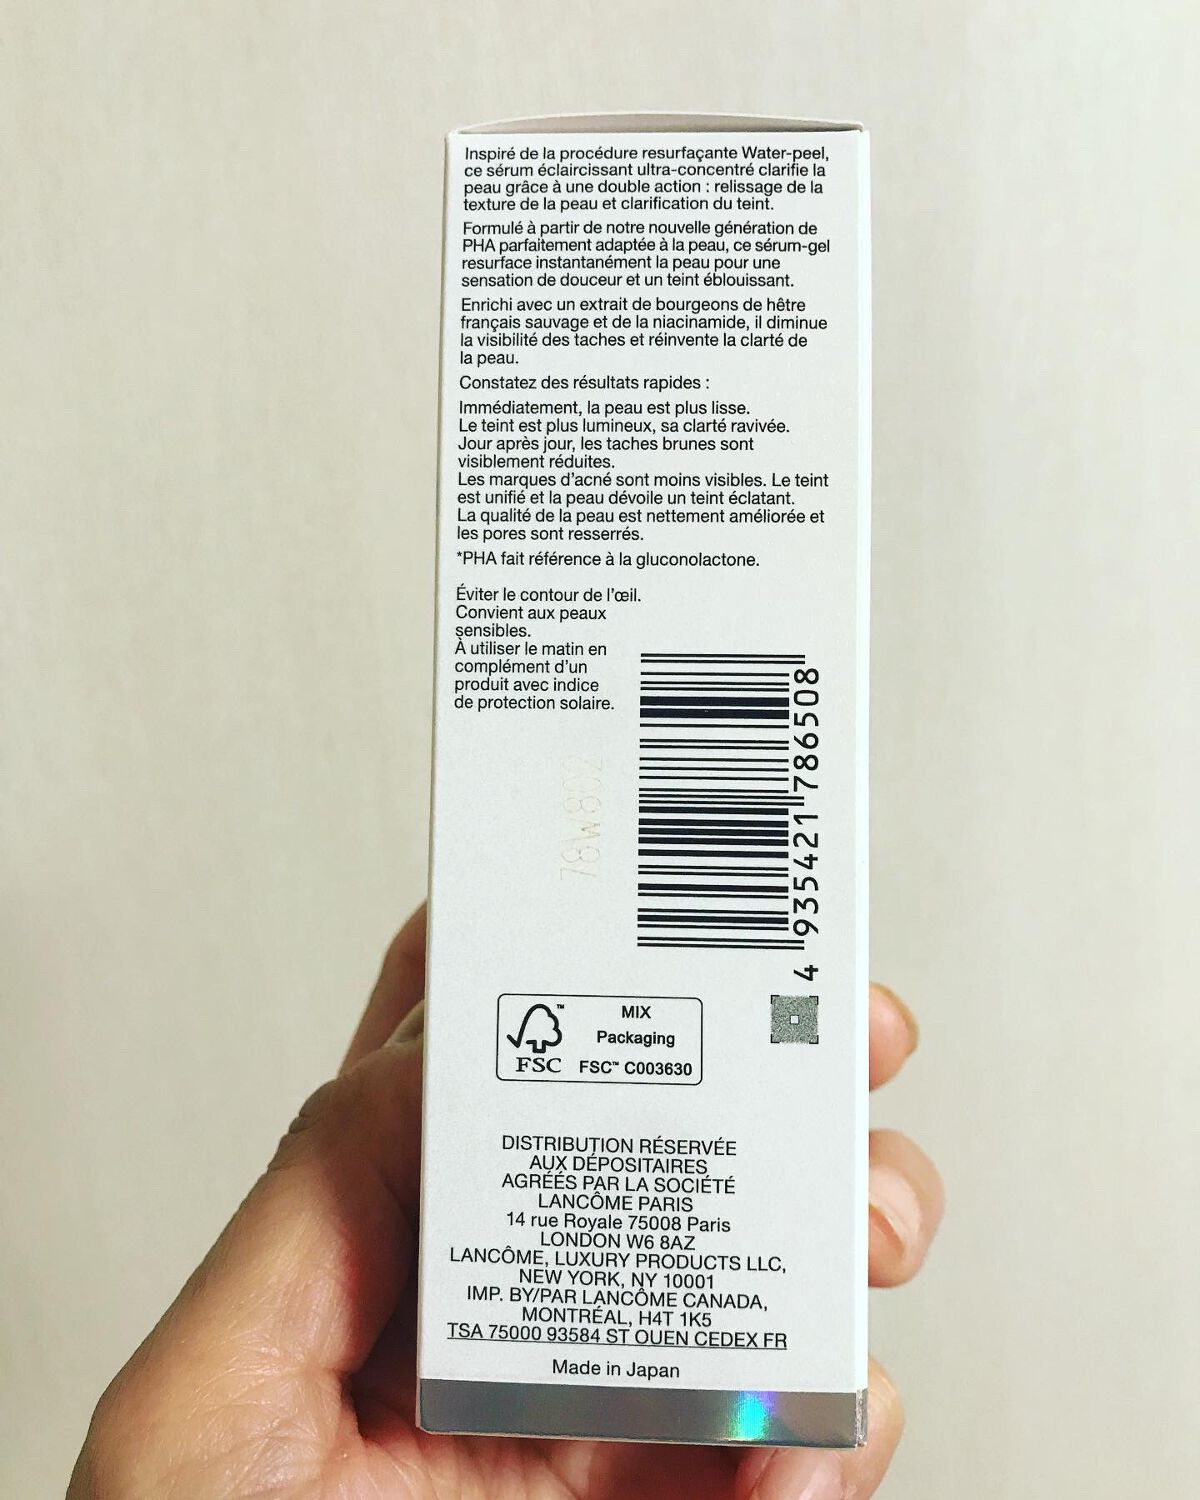 Inspiré de la procédure resurfaçante Water-peel,
ce sérum éclaircissant ultra-concentré clarifie la
peau grâce à une double action : relissage de la
texture de la peau et clarification du teint.
Formulé à partir de notre nouvelle génération de
PHA parfaitement adaptée à la peau, ce sérum-gel
resurface instantanément la peau pour une
sensation de douceur et un teint éblouissant.
Enrichi avec un extrait de bourgeons de hêtre
français sauvage et de la niacinamide, il diminue
la visibilité des taches et réinvente la clarté de
la peau.
Constatez des résultats rapides :
Immédiatement, la peau est plus lisse.
Le teint est plus lumineux, sa clarté ravivée.
Jour après jour, les taches brunes sont
visiblement réduites.
Les marques d'acné sont moins visibles. Le teint
est unifié et la peau dévoile un teint éclatant.
La qualité de la peau est nettement améliorée et
les pores sont resserrés.
*PHA fait référence à la gluconolactone.
Éviter le contour de l'œil.
Convient aux peaux
sensibles.
À utiliser le matin en
complément d'un
produit avec indice
de protection solaire.
78W802
4 935421 786508
MIX
Packaging
FSC™ C003630
™
FSC
DISTRIBUTION RÉSERVÉE
AUX DÉPOSITAIRES
AGRÉÉS PAR LA SOCIÉTÉ
LANCÔME PARIS
14 rue Royale 75008 Paris
LONDON W6 8AZ
LANCÔME, LUXURY PRODUCTS LLC,
NEW YORK, NY 10001
IMP. BY/PAR LANCÔME CANADA,
MONTRÉAL, H4T 1K5
TSA 75000 93584 ST OUEN CEDEX FR
Made in Japan